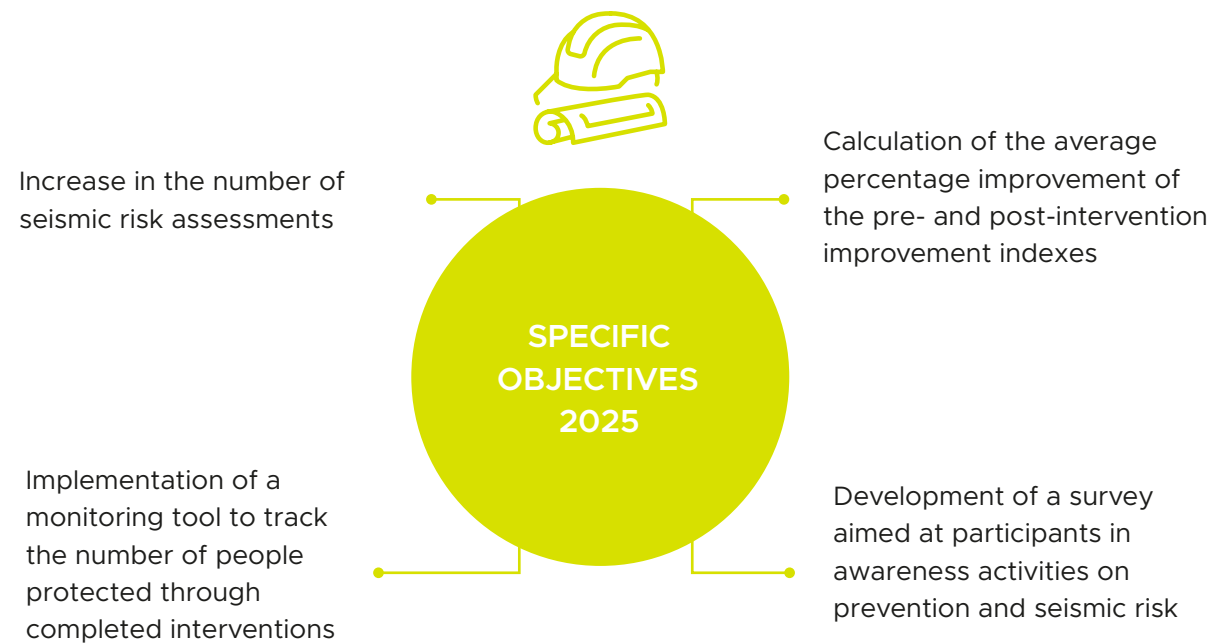 Increase in the number of
seismic risk assessments
Calculation of the average
percentage improvement of
the pre- and post-intervention
improvement indexes
SPECIFIC
OBJECTIVES
2025
Implementation of a
monitoring tool to track
the number of people
protected through
completed interventions
Development of a survey
aimed at participants in
awareness activities on
prevention and seismic risk